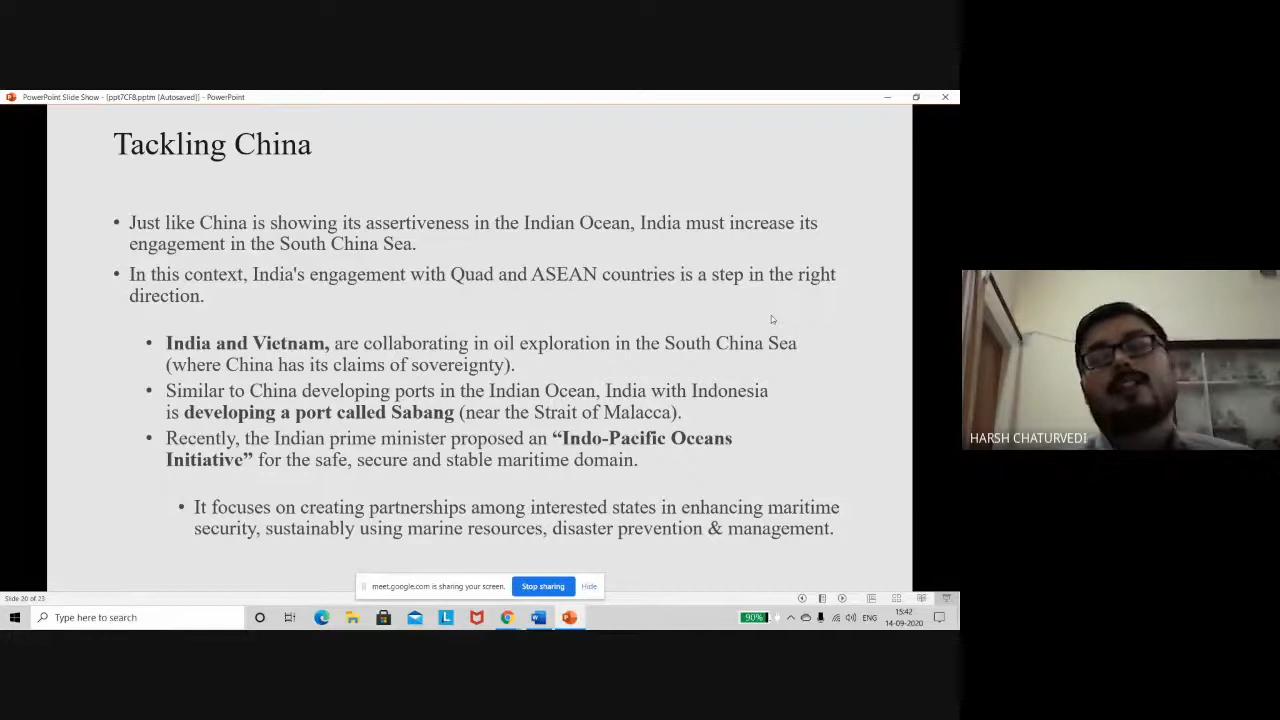 PowerPoint Slide Show - [ppt7CF8.pptm [Autosaved]] - PowerPoint
Tackling China
• Just like China is showing its assertiveness in the Indian Ocean, India must increase its
engagement in the South China Sea.
• In this context, India's engagement with Quad and ASEAN countries is a step in the right
direction.
• India and Vietnam, are collaborating in oil exploration in the South China Sea
(where China has its claims of sovereignty).
• Similar to China developing ports in the Indian Ocean, India with Indonesia
is developing a port called Sabang (near the Strait of Malacca).
• Recently, the Indian prime minister proposed an “Indo-Pacific Oceans
Initiative” for the safe, secure and stable maritime domain.
• It focuses on creating partnerships among interested states in enhancing maritime
security, sustainably using marine resources, disaster prevention & management.
HARSH CHATURVEDI
meet.google.com is sharing your screen. Stop sharing Hide
Slide 20 of 23
Type here to search
L
W
P
90%
ENG
15:42
14-09-2020